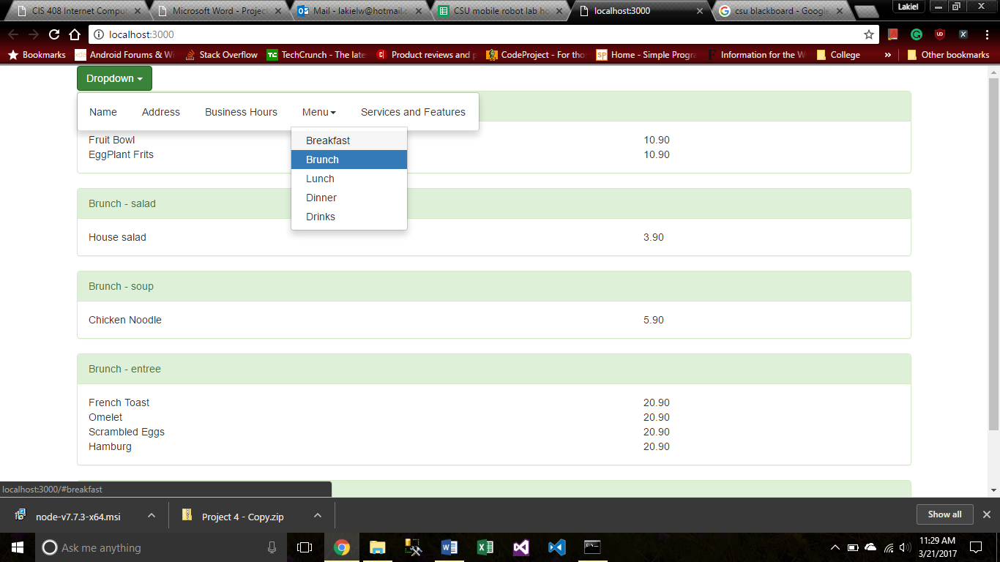 CIS 408 Internet Comput
Microsoft Word - Project
Mail - lakielw@hotmail.c
CSU mobile robot lab ho
localhost:3000
csu blackboard - Google
Lakiel
localhost:3000
Bookmarks
Android Forums & W
Stack Overflow
TechCrunch - The late
Product reviews and p
CodeProject - For tho
Home - Simple Progra
Information for the W
College
»
Other bookmarks
Dropdown
Name Address Business Hours Menu Services and Features
Fruit Bowl 10.90
EggPlant Frits 10.90
Breakfast
Brunch
Lunch
Dinner
Drinks
Brunch - salad
House salad 3.90
Brunch - soup
Chicken Noodle 5.90
Brunch - entree
French Toast 20.90
Omelet 20.90
Scrambled Eggs 20.90
Hamburg 20.90
localhost:3000/#breakfast
node-v7.7.3-x64.msi
Project 4 - Copy.zip
Show all
Ask me anything
11:29 AM
3/21/2017